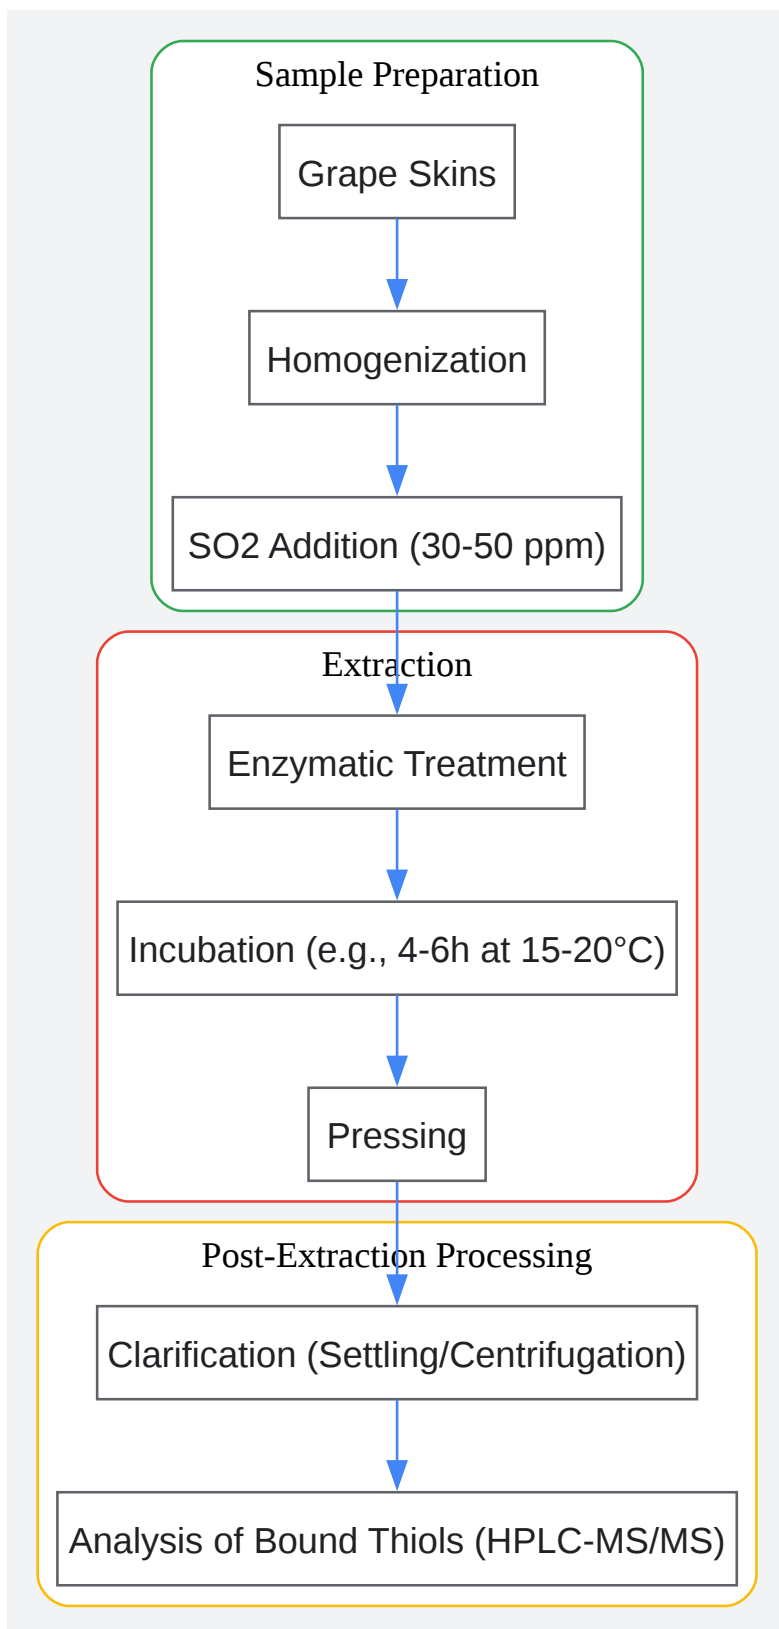 Sample Preparation
Grape Skins
Homogenization
SO2 Addition (30-50 ppm)
Extraction
Enzymatic Treatment
Incubation (e.g., 4-6h at 15-20°C)
Pressing
Post-Extraction Processing
Clarification (Settling/Centrifugation)
Analysis of Bound Thiols (HPLC-MS/MS)